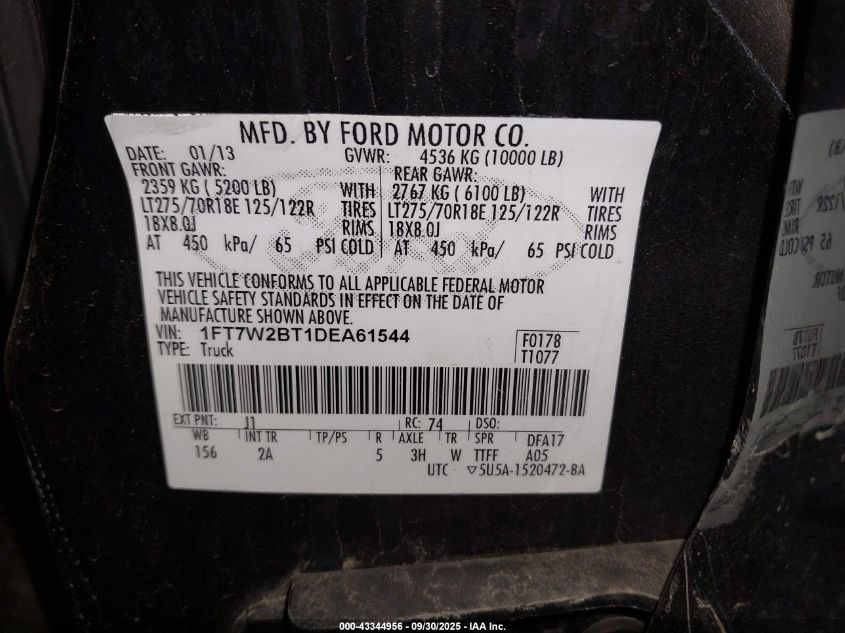 MFD. BY FORD MOTOR CO.
DATE: 01/13 GVWR: 4536 KG (10000 LB)
FRONT GAWR: REAR GAWR:
2359 KG ( 5200 LB) WITH 2767 KG ( 6100 LB) WITH
LT275/70R18E 125/122R TIRES LT275/70R18E 125/122R TIRES
18X8.0J RIMS 18X8.0J RIMS
AT 450 kPa/ 65 PSI COLD AT 450 kPa/ 65 PSI COLD
THIS VEHICLE CONFORMS TO ALL APPLICABLE FEDERAL MOTOR
VEHICLE SAFETY STANDARDS IN EFFECT ON THE DATE OF
MANUFACTURE SHOWN ABOVE.
VIN: 1FT7W2BT1DEA61544 F0178
TYPE: Truck T1077
EXT PNT: J1 RC: 74 DSO:
WB INT TR TP/PS R AXLE TR SPR DFA17
156 2A 5 3H W TTFF A05
UTC ▽5U5A-1520472-BA
000-43344956 - 09/30/2025 - IAA Inc.